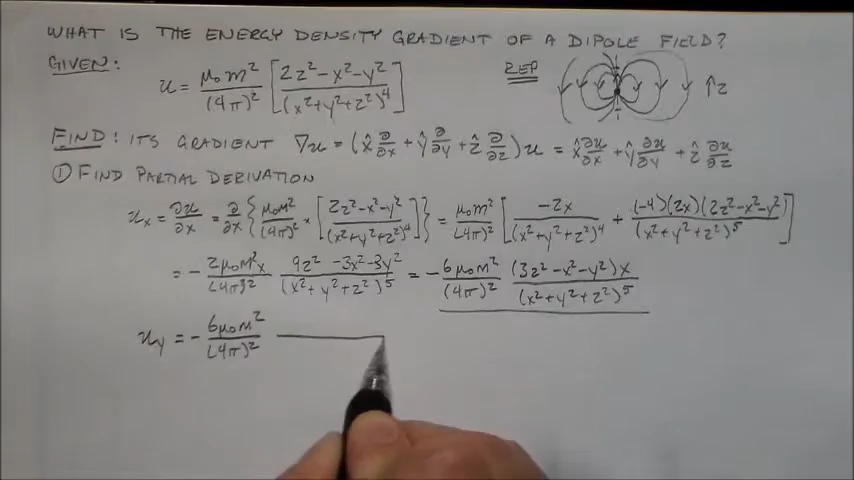 WHAT IS THE ENERGY DENSITY GRADIENT OF A DIPOLE FIELD?
GIVEN: u = μ₀m²/(4π)² [ (2z²-x²-y²)/(x²+y²+z²)⁴ ] REP ↑z
FIND: ITS GRADIENT ∇u = (x̂ ∂/∂x + ŷ ∂/∂y + ẑ ∂/∂z)u = x̂ ∂u/∂x + ŷ ∂u/∂y + ẑ ∂u/∂z
① FIND PARTIAL DERIVATION
u_x = ∂u/∂x = ∂/∂x { μ₀m²/(4π)² × [ (2z²-x²-y²)/(x²+y²+z²)⁴ ] } = μ₀m²/(4π)² [ -2x/(x²+y²+z²)⁴ + (-4)(2x)(2z²-x²-y²)/(x²+y²+z²)⁵ ]
= - 2μ₀m²x/(4π)² (9z² -3x²-3y²)/(x²+y²+z²)⁵ = - 6μ₀m²/(4π)² (3z²-x²-y²)x/(x²+y²+z²)⁵
u_y = - 6μ₀m²/(4π)²